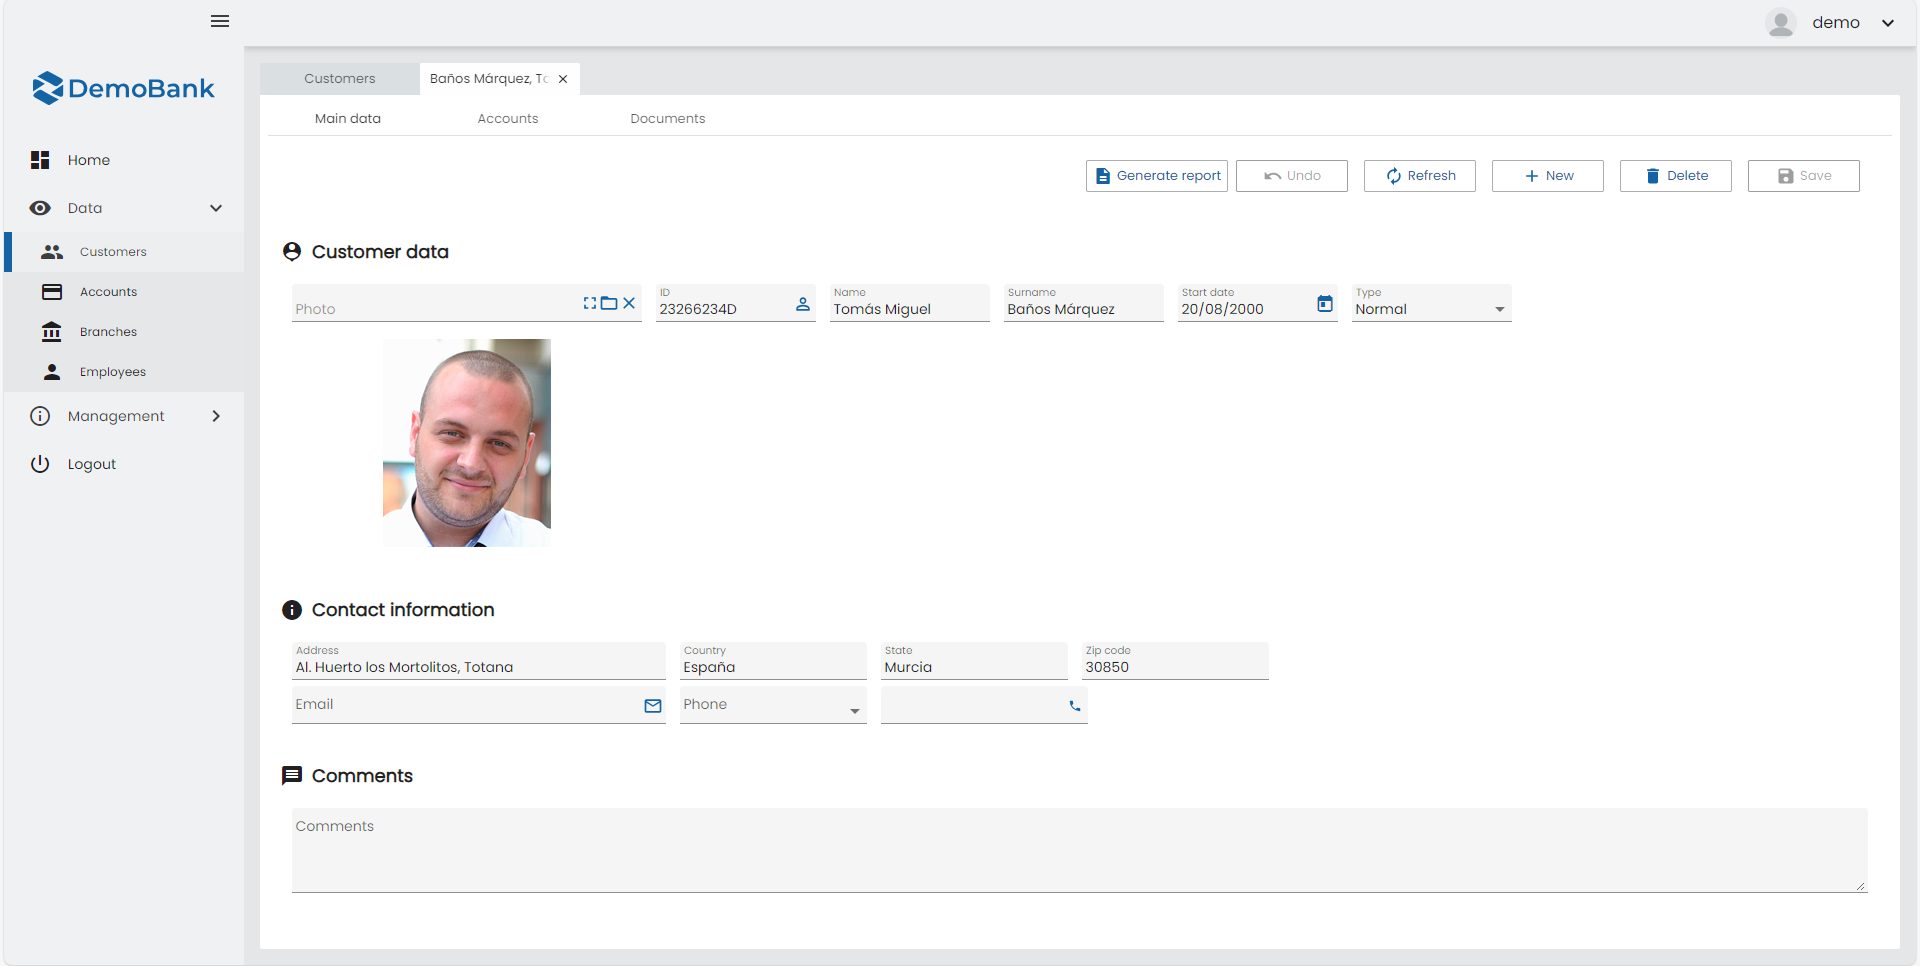 demo
DemoBank
Customers
Baños Márquez, To
Main data
Accounts
Documents
Home
Data
Customers
Accounts
Branches
Employees
Management
Logout
Generate report
Undo
Refresh
New
Delete
Save
Customer data
Photo
ID
23266234D
Name
Tomás Miguel
Surname
Baños Márquez
Start date
20/08/2000
Type
Normal
Contact information
Address
Al. Huerto los Mortolitos, Totana
Country
España
State
Murcia
Zip code
30850
Email
Phone
Comments
Comments